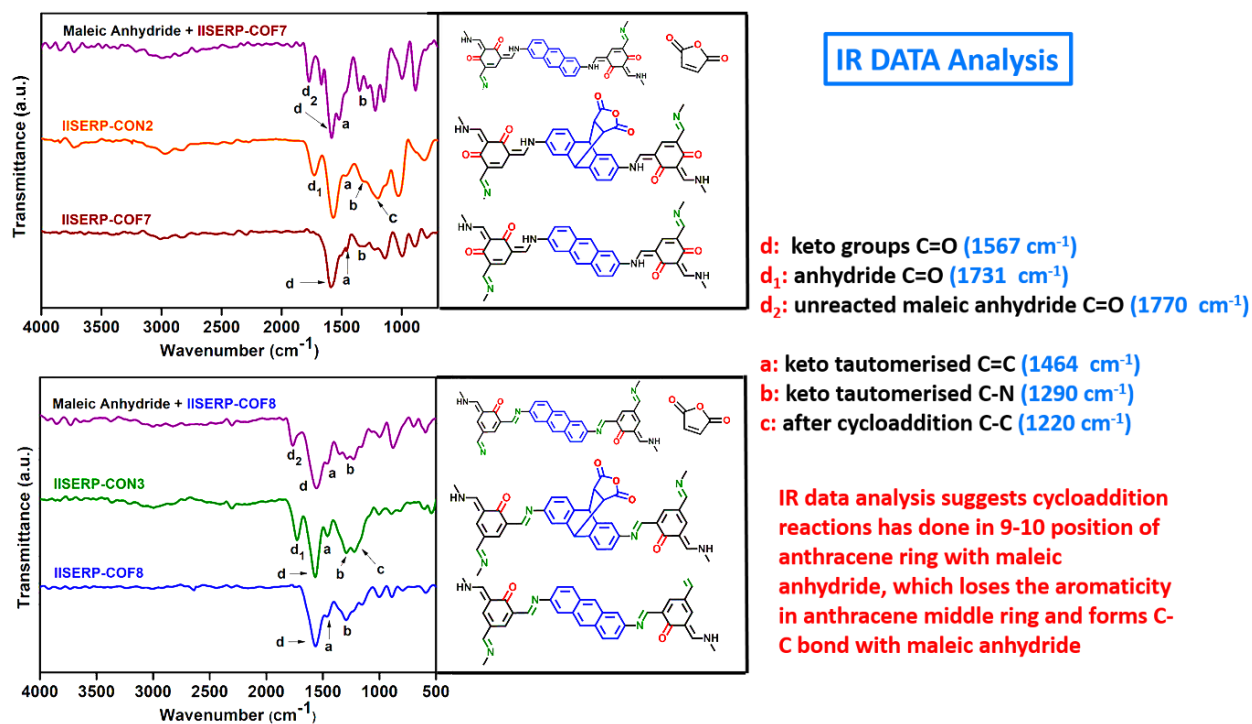 IR DATA Analysis
Maleic Anhydride + IISERP-COF7
d2
b
d
a
IISERP-CON2
d1
a
b
c
IISERP-COF7
d
a
b
Transmittance (a.u.)
4000 3500 3000 2500 2000 1500 1000
Wavenumber (cm-1)
Maleic Anhydride + IISERP-COF8
d2
a
b
d
IISERP-CON3
d1
a
d
b
c
IISERP-COF8
d
a
b
Transmittance (a.u.)
4000 3500 3000 2500 2000 1500 1000 500
Wavenumber (cm-1)
d: keto groups C=O (1567 cm-1)
d1: anhydride C=O (1731 cm-1)
d2: unreacted maleic anhydride C=O (1770 cm-1)
a: keto tautomerised C=C (1464 cm-1)
b: keto tautomerised C-N (1290 cm-1)
c: after cycloaddition C-C (1220 cm-1)
IR data analysis suggests cycloaddition
reactions has done in 9-10 position of
anthracene ring with maleic
anhydride, which loses the aromaticity
in anthracene middle ring and forms C-
C bond with maleic anhydride